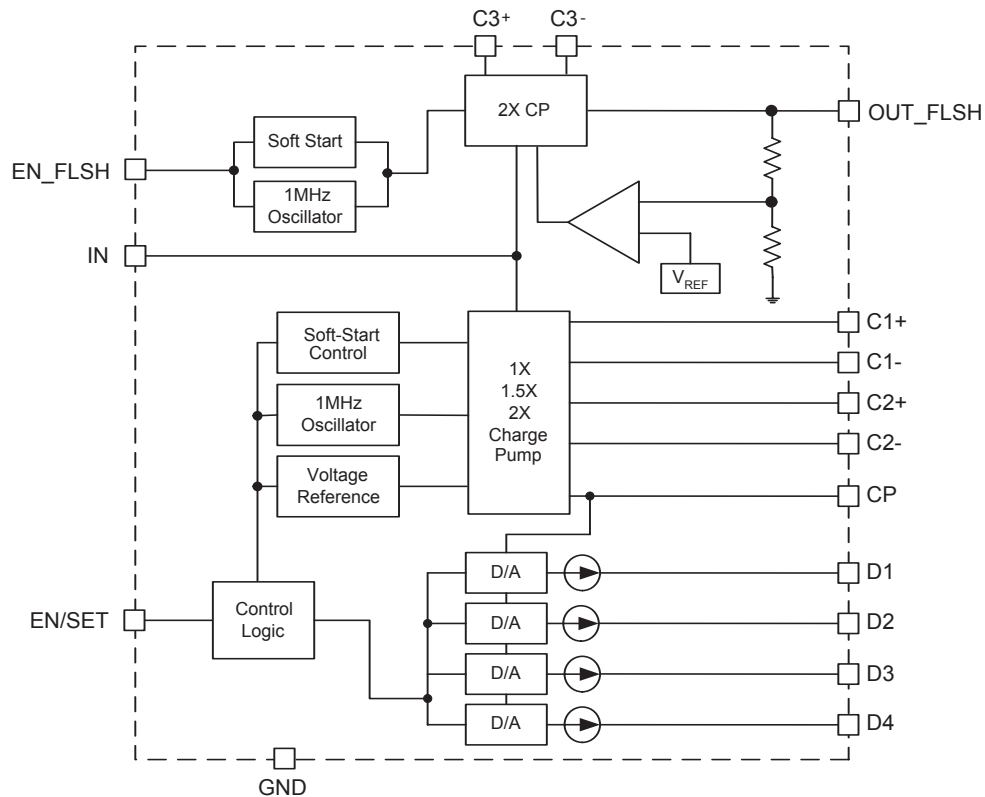 C3+
C3-
2X CP
OUT_FLSH
Soft Start
EN_FLSH
1MHz
Oscillator
IN
VREF
C1+
Soft-Start
Control
C1-
1X
1.5X
2X
Charge
Pump
1MHz
Oscillator
C2+
C2-
Voltage
Reference
CP
D/A
D1
EN/SET
Control
Logic
D/A
D2
D/A
D3
D/A
D4
GND